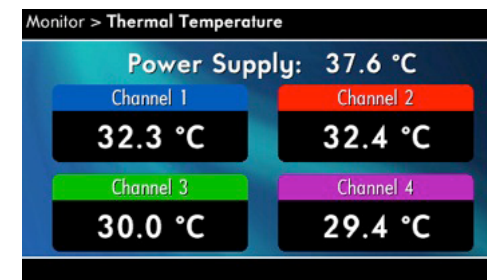 Monitor > Thermal Temperature
Power Supply: 37.6 °C
Channel 1
Channel 2
32.3 °C
32.4 °C
Channel 3
Channel 4
30.0 °C
29.4 °C